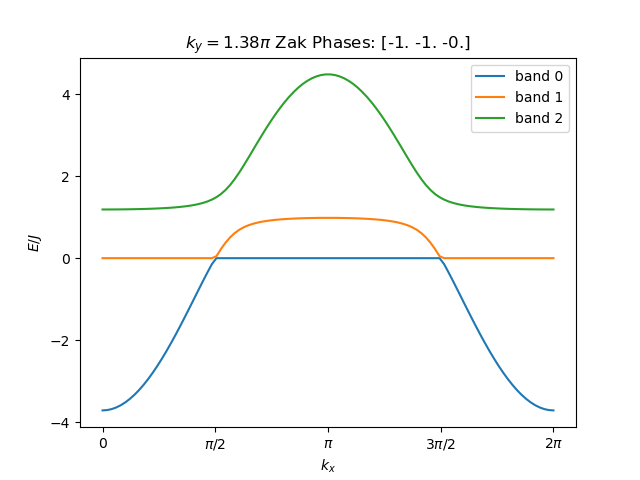 $k_y = 1.38\pi$ Zak Phases: [-1. -1. -0.]
band 0
band 1
band 2
E/J
4
2
0
−2
−4
0
π/2
π
3π/2
2π
$k_x$